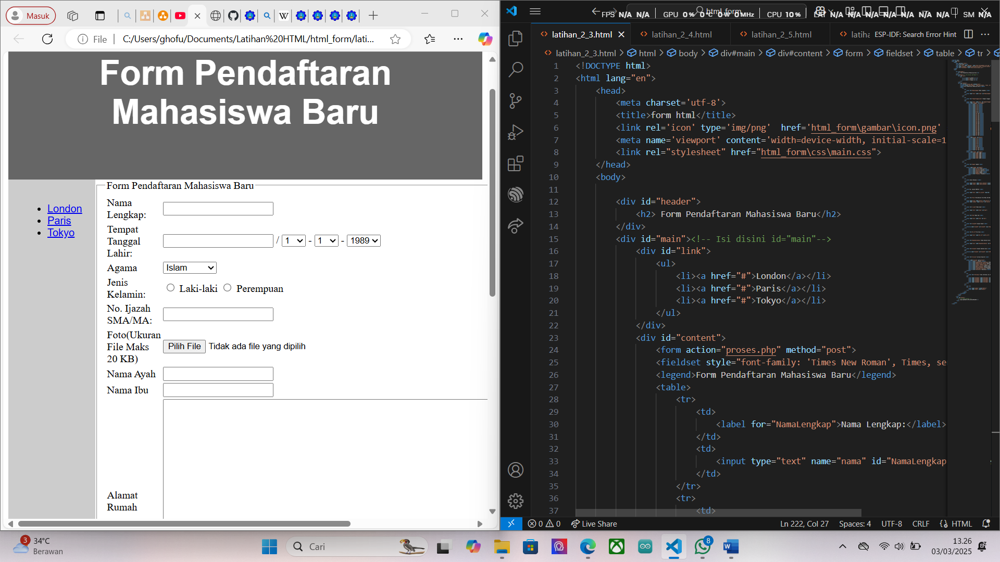 Masuk
File
C:/Users/ghofu/Documents/Latihan%20HTML/html_form/lati...
Form Pendaftaran
Mahasiswa Baru
London
Paris
Tokyo
Form Pendaftaran Mahasiswa Baru
Nama
Lengkap:
Tempat
Tanggal
Lahir:
/ 1 - 1 - 1989
Agama
Islam
Jenis
Kelamin:
Laki-laki
Perempuan
No. Ijazah
SMA/MA:
Foto(Ukuran
File Maks
20 KB)
Pilih File Tidak ada file yang dipilih
Nama Ayah
Nama Ibu
Alamat
Rumah
html_form
FPS N/A N/A GPU 0 % 0 °C 0 W 0 MHz CPU 10 % LAT N/A N/A N/A N/A N/A N/A N/A SM N/A
latihan_2_3.html
latihan_2_4.html
latihan_2_5.html
latiha
ESP-IDF: Search Error Hint
latihan_2_3.html > html > body > div#main > div#content > form > fieldset > table > tr >
1 <!DOCTYPE html>
2 <html lang="en">
3 <head>
4 <meta charset='utf-8'>
5 <title>form html</title>
6 <link rel='icon' type='img/png'  href='html_form\gambar\icon.png'
7 <meta name='viewport' content='width=device-width, initial-scale=1
8 <link rel="stylesheet" href="html_form\css\main.css">
9 </head>
10 <body>
11
12 <div id="header">
13 <h2> Form Pendaftaran Mahasiswa Baru</h2>
14 </div>
15 <div id="main"><!-- Isi disini id="main"-->
16 <div id="link">
17 <ul>
18 <li><a href="#">London</a></li>
19 <li><a href="#">Paris</a></li>
20 <li><a href="#">Tokyo</a></li>
21 </ul>
22 </div>
23 <div id="content">
24 <form action="proses.php" method="post">
25 <fieldset style="font-family: 'Times New Roman', Times, se
26 <legend>Form Pendaftaran Mahasiswa Baru</legend>
27 <table>
28 <tr>
29 <td>
30 <label for="NamaLengkap">Nama Lengkap:</label>
31 </td>
32 <td>
33 <input type="text" name="nama" id="NamaLengkap
34 </td>
35 </tr>
36 <tr>
37 <td>
0 0 Live Share
Ln 222, Col 27 Spaces: 4 UTF-8 CRLF HTML
3
34°C
Berawan
Cari
8
13.26
03/03/2025